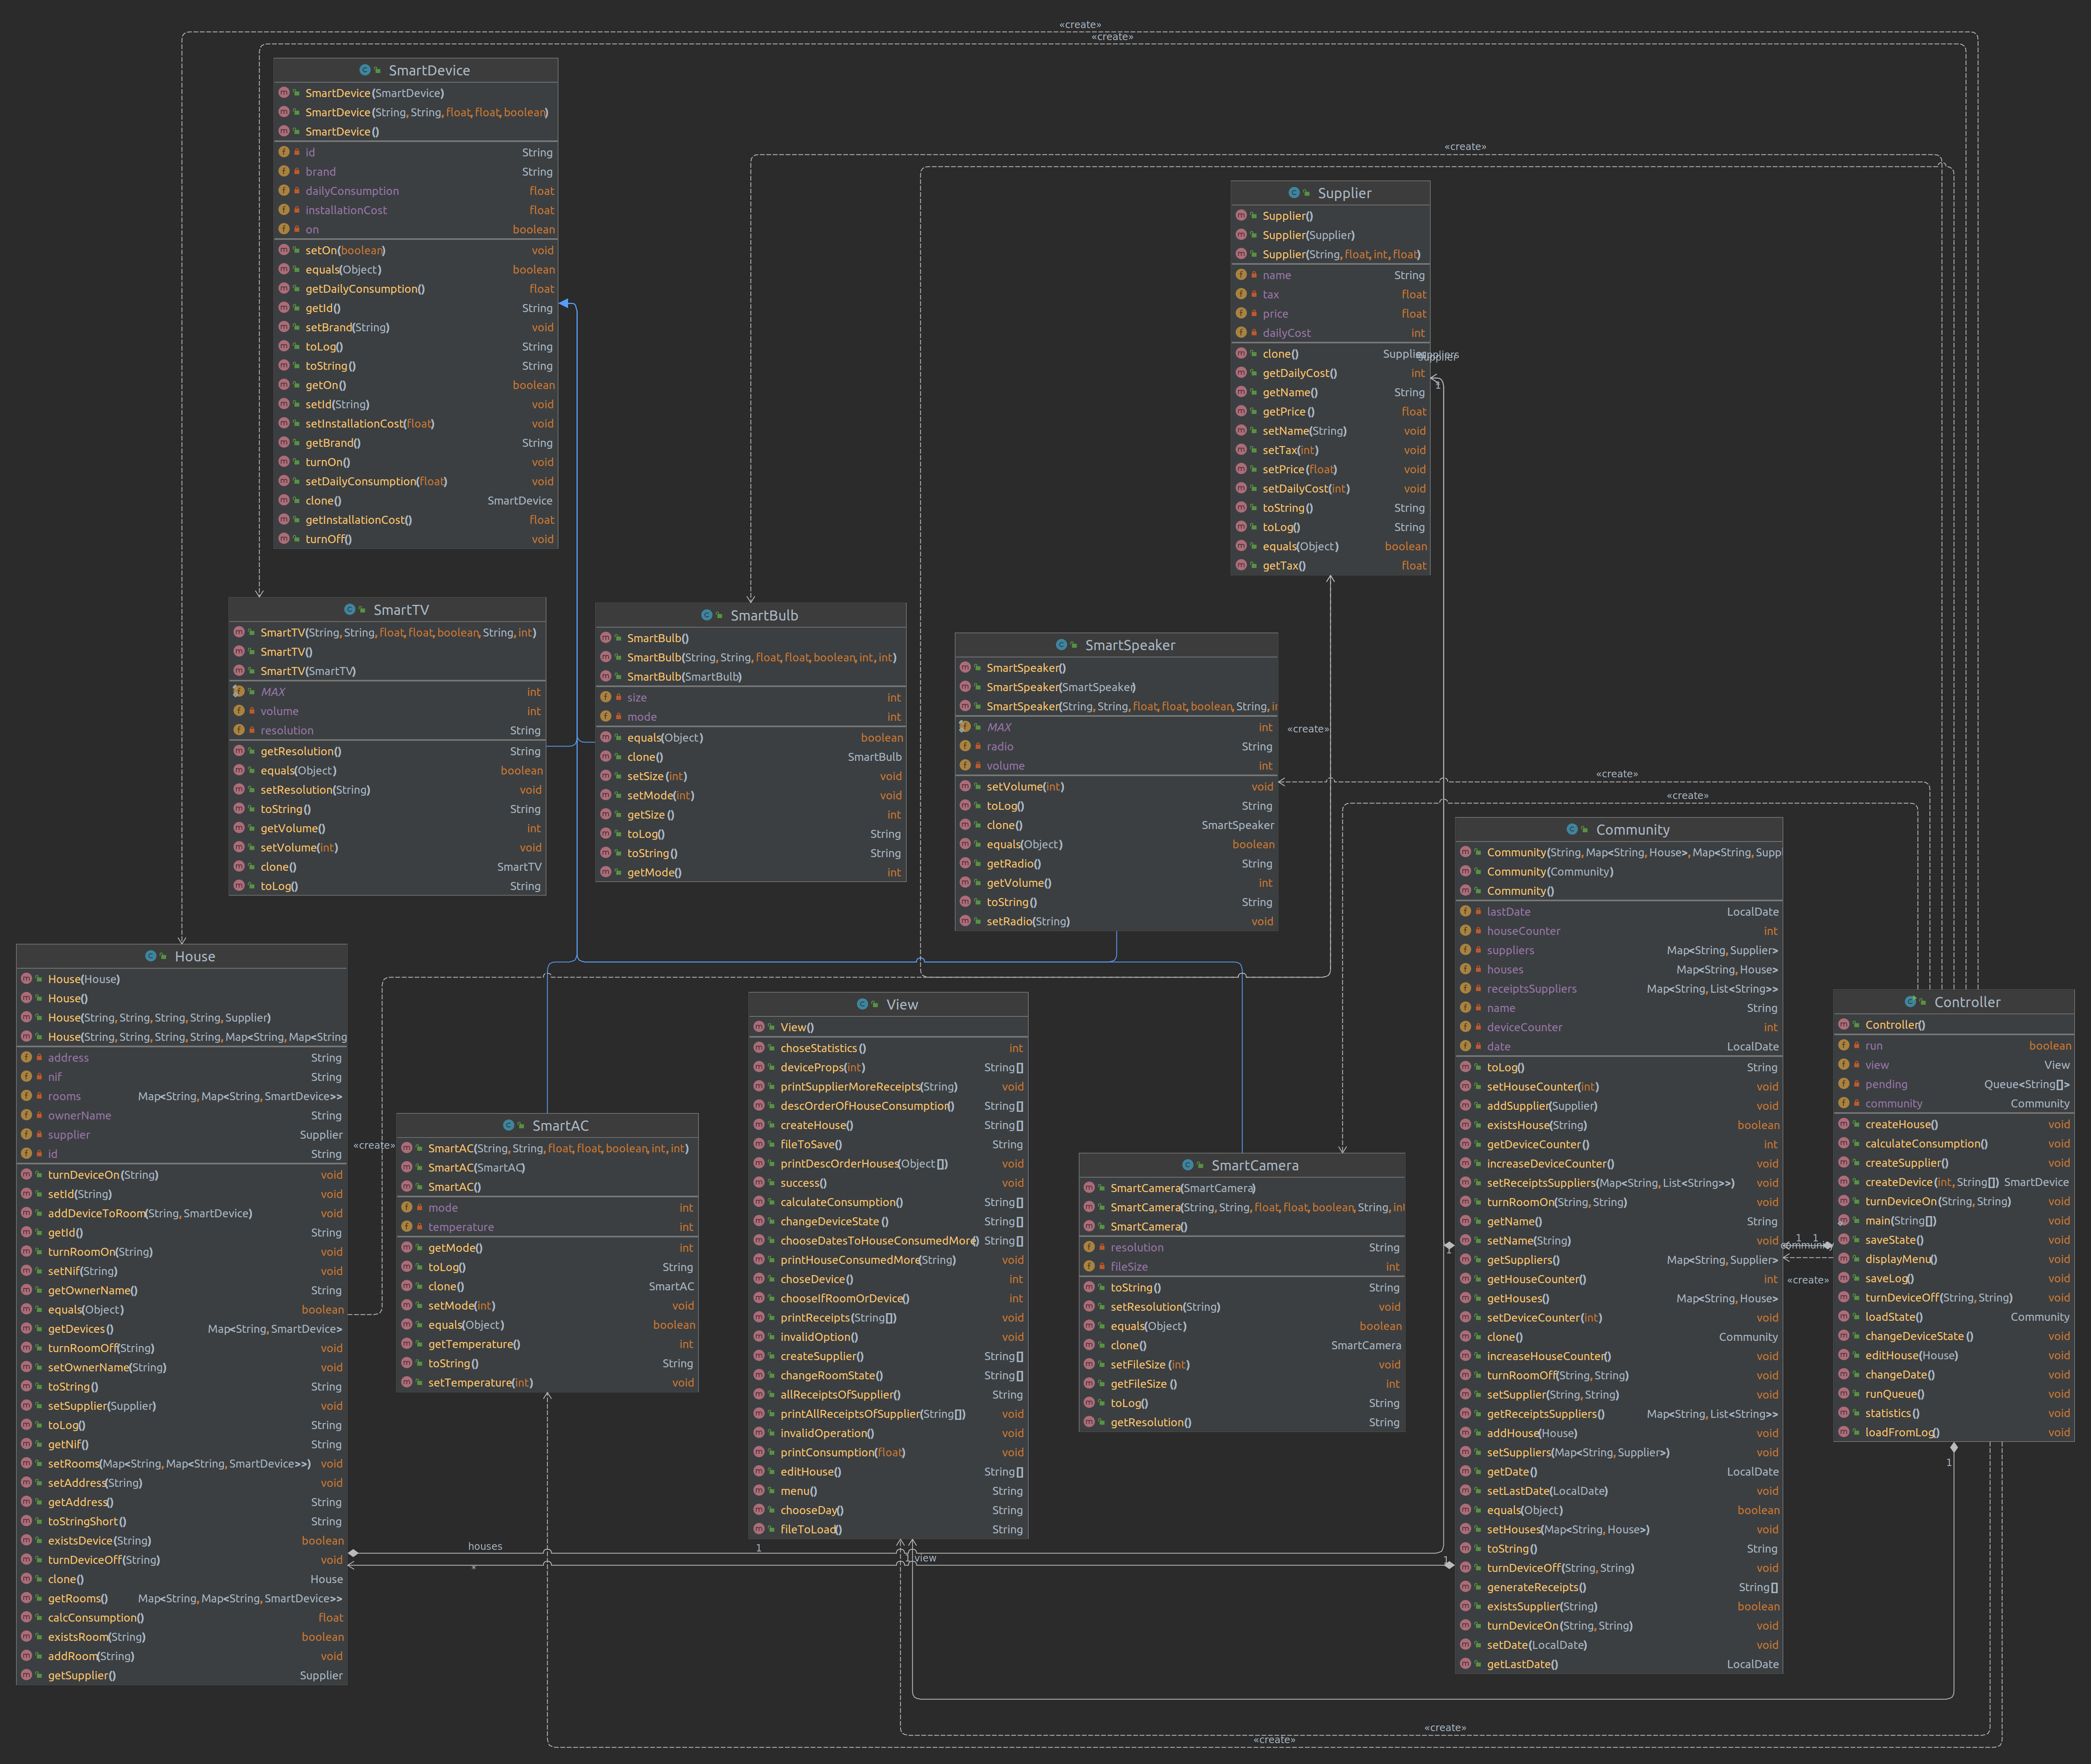 «create»
«create»
SmartDevice
SmartDevice(SmartDevice)
SmartDevice(String, String, float, float, boolean)
SmartDevice()
id String
brand String
dailyConsumption float
installationCost float
on boolean
setOn(boolean) void
equals(Object) boolean
getDailyConsumption() float
getId() String
setBrand(String) void
toLog() String
toString() String
getOn() boolean
setId(String) void
setInstallationCost(float) void
getBrand() String
turnOn() void
setDailyConsumption(float) void
clone() SmartDevice
getInstallationCost() float
turnOff() void
«create»
Supplier
Supplier()
Supplier(Supplier)
Supplier(String, float, int, float)
name String
tax float
price float
dailyCost int
clone() Supplier
getDailyCost() int
getName() String
getPrice() float
setName(String) void
setTax(int) void
setPrice(float) void
setDailyCost(int) void
toString() String
toLog() String
equals(Object) boolean
getTax() float
suppliers
supplier
1
SmartTV
SmartTV(String, String, float, float, boolean, String, int)
SmartTV()
SmartTV(SmartTV)
MAX int
volume int
resolution String
getResolution() String
equals(Object) boolean
setResolution(String) void
toString() String
getVolume() int
setVolume(int) void
clone() SmartTV
toLog() String
SmartBulb
SmartBulb()
SmartBulb(String, String, float, float, boolean, int, int)
SmartBulb(SmartBulb)
size int
mode int
equals(Object) boolean
clone() SmartBulb
setSize(int) void
setMode(int) void
getSize() int
toLog() String
toString() String
getMode() int
SmartSpeaker
SmartSpeaker()
SmartSpeaker(SmartSpeaker)
SmartSpeaker(String, String, float, float, boolean, String, in
MAX int
radio String
volume int
setVolume(int) void
toLog() String
clone() SmartSpeaker
equals(Object) boolean
getRadio() String
getVolume() int
toString() String
setRadio(String) void
«create»
«create»
«create»
Community
Community(String, Map<String, House>, Map<String, Supp
Community(Community)
Community()
lastDate LocalDate
houseCounter int
suppliers Map<String, Supplier>
houses Map<String, House>
receiptsSuppliers Map<String, List<String>>
name String
deviceCounter int
date LocalDate
toLog() String
setHouseCounter(int) void
addSupplier(Supplier) void
existsHouse(String) boolean
getDeviceCounter() int
increaseDeviceCounter() void
setReceiptsSuppliers(Map<String, List<String>>) void
turnRoomOn(String, String) void
getName() String
setName(String) void
getSuppliers() Map<String, Supplier>
getHouseCounter() int
getHouses() Map<String, House>
setDeviceCounter(int) void
clone() Community
increaseHouseCounter() void
turnRoomOff(String, String) void
setSupplier(String, String) void
getReceiptsSuppliers() Map<String, List<String>>
addHouse(House) void
setSuppliers(Map<String, Supplier>) void
getDate() LocalDate
setLastDate(LocalDate) void
equals(Object) boolean
setHouses(Map<String, House>) void
toString() String
turnDeviceOff(String, String) void
generateReceipts() String[]
existsSupplier(String) boolean
turnDeviceOn(String, String) void
setDate(LocalDate) void
getLastDate() LocalDate
House
House(House)
House()
House(String, String, String, String, Supplier)
House(String, String, String, String, Map<String, Map<String
address String
nif String
rooms Map<String, Map<String, SmartDevice>>
ownerName String
supplier Supplier
id String
turnDeviceOn(String) void
setId(String) void
addDeviceToRoom(String, SmartDevice) void
getId() String
turnRoomOn(String) void
setNif(String) void
getOwnerName() String
equals(Object) boolean
getDevices() Map<String, SmartDevice>
turnRoomOff(String) void
setOwnerName(String) void
toString() String
setSupplier(Supplier) void
toLog() String
getNif() String
setRooms(Map<String, Map<String, SmartDevice>>) void
setAddress(String) void
getAddress() String
toStringShort() String
existsDevice(String) boolean
turnDeviceOff(String) void
clone() House
getRooms() Map<String, Map<String, SmartDevice>>
calcConsumption() float
existsRoom(String) boolean
addRoom(String) void
getSupplier() Supplier
«create»
SmartAC
SmartAC(String, String, float, float, boolean, int, int)
SmartAC(SmartAC)
SmartAC()
mode int
temperature int
getMode() int
toLog() String
clone() SmartAC
setMode(int) void
equals(Object) boolean
getTemperature() int
toString() String
setTemperature(int) void
View
View()
choseStatistics() int
deviceProps(int) String[]
printSupplierMoreReceipts(String) void
descOrderOfHouseConsumption() String[]
createHouse() String[]
fileToSave() String
printDescOrderHouses(Object[]) void
success() void
calculateConsumption() String[]
changeDeviceState() String[]
chooseDatesToHouseConsumedMore() String[]
printHouseConsumedMore(String) void
choseDevice() int
chooseIfRoomOrDevice() int
printReceipts(String[]) void
invalidOption() void
createSupplier() String[]
changeRoomState() String[]
allReceiptsOfSupplier() String
printAllReceiptsOfSupplier(String[]) void
invalidOperation() void
printConsumption(float) void
editHouse() String[]
menu() String
chooseDay() String
fileToLoad() String
SmartCamera
SmartCamera(SmartCamera)
SmartCamera(String, String, float, float, boolean, String, int
SmartCamera()
resolution String
fileSize int
toString() String
setResolution(String) void
equals(Object) boolean
clone() SmartCamera
setFileSize(int) void
getFileSize() int
toLog() String
getResolution() String
Controller
Controller()
run boolean
view View
pending Queue<String[]>
community Community
createHouse() void
calculateConsumption() void
createSupplier() void
createDevice(int, String[]) SmartDevice
turnDeviceOn(String, String) void
main(String[]) void
saveState() void
displayMenu() void
saveLog() void
turnDeviceOff(String, String) void
loadState() Community
changeDeviceState() void
editHouse(House) void
changeDate() void
runQueue() void
statistics() void
loadFromLog() void
1
1 1
community
«create»
1
houses
1
*
1
1 view
«create»
«create»